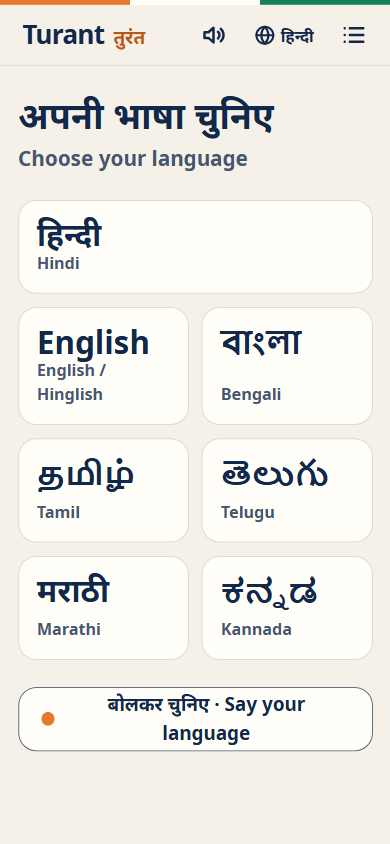 Turant तुरंत हिन्दी
अपनी भाषा चुनिए
Choose your language
हिन्दी
Hindi
English
English /
Hinglish
বাংলা
Bengali
தமிழ்
Tamil
తెలుగు
Telugu
मराठी
Marathi
ಕನ್ನಡ
Kannada
बोलकर चुनिए · Say your
language